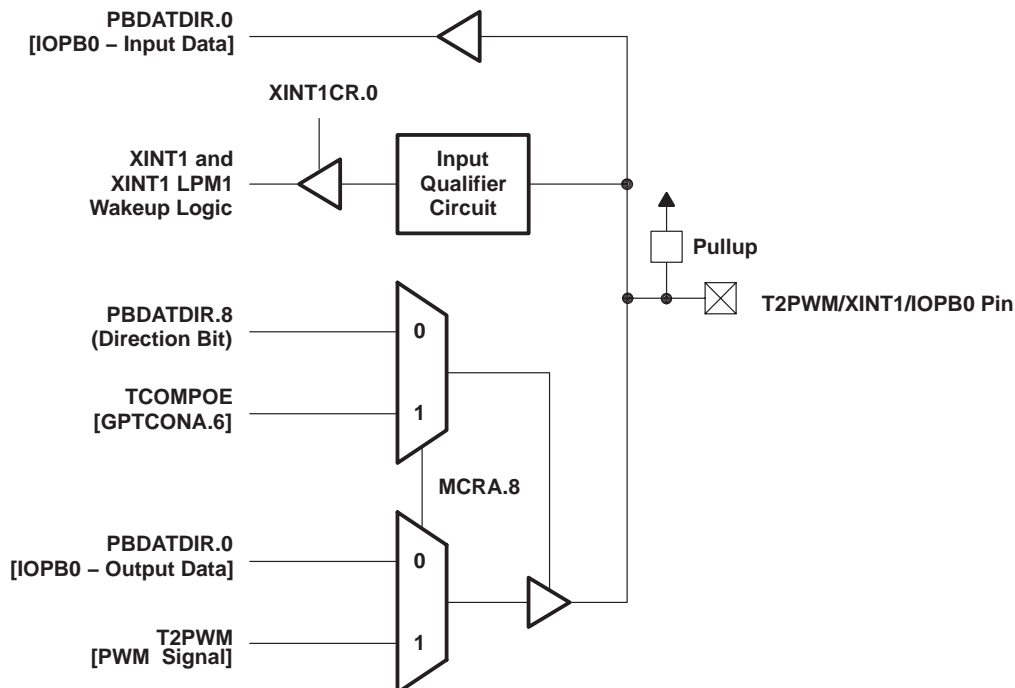 PBDATDIR.0
[IOPB0 – Input Data]
XINT1CR.0
XINT1 and
XINT1 LPM1
Wakeup Logic
Input
Qualifier
Circuit
Pullup
T2PWM/XINT1/IOPB0 Pin
PBDATDIR.8
(Direction Bit)
0
TCOMPOE
[GPTCONA.6]
1
MCRA.8
PBDATDIR.0
[IOPB0 – Output Data]
0
T2PWM
[PWM Signal]
1